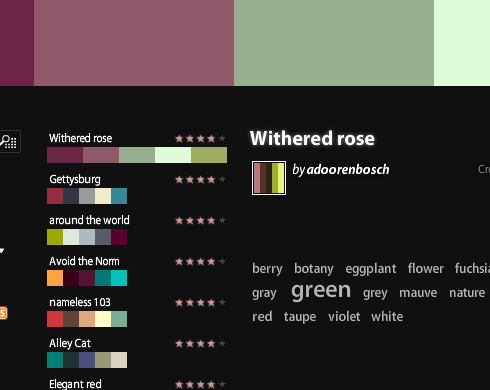 Withered rose
Gettysburg
around the world
Avoid the Norm
nameless 103
Alley Cat
Elegant red
Withered rose
by adoorenbosch
berry botany eggplant flower
gray green grey mauve nature
red taupe violet white